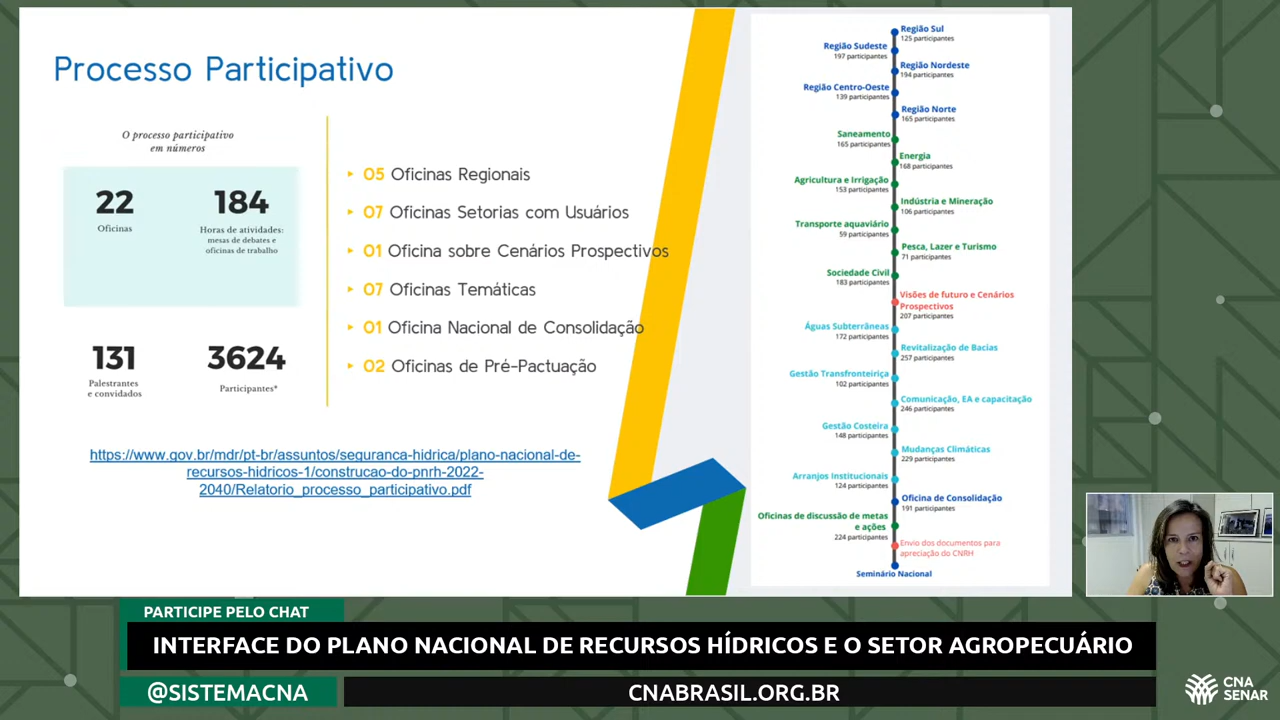 Processo Participativo
O processo participativo
em números
22
Oficinas
184
Horas de atividades:
mesas de debates e
oficinas de trabalho
131
Palestrantes
e convidados
3624
Participantes*
05 Oficinas Regionais
07 Oficinas Setorias com Usuários
01 Oficina sobre Cenários Prospectivos
07 Oficinas Temáticas
01 Oficina Nacional de Consolidação
02 Oficinas de Pré-Pactuação
https://www.gov.br/mdr/pt-br/assuntos/seguranca-hidrica/plano-nacional-de-
recursos-hidricos-1/construcao-do-pnrh-2022-
2040/Relatorio_processo_participativo.pdf
Região Sul
125 participantes
Região Sudeste
197 participantes
Região Nordeste
194 participantes
Região Centro-Oeste
139 participantes
Região Norte
165 participantes
Saneamento
165 participantes
Energia
168 participantes
Agricultura e Irrigação
153 participantes
Indústria e Mineração
106 participantes
Transporte aquaviário
59 participantes
Pesca, Lazer e Turismo
71 participantes
Sociedade Civil
183 participantes
Visões de futuro e Cenários
Prospectivos
207 participantes
Águas Subterrâneas
172 participantes
Revitalização de Bacias
257 participantes
Gestão Transfronteiriça
102 participantes
Comunicação, EA e capacitação
246 participantes
Gestão Costeira
148 participantes
Mudanças Climáticas
229 participantes
Arranjos Institucionais
124 participantes
Oficina de Consolidação
191 participantes
Oficinas de discussão de metas
e ações
224 participantes
Envio dos documentos para
apreciação do CNRH
Seminário Nacional
PARTICIPE PELO CHAT
INTERFACE DO PLANO NACIONAL DE RECURSOS HÍDRICOS E O SETOR AGROPECUÁRIO
@SISTEMACNA
CNABRASIL.ORG.BR
CNA
SENAR